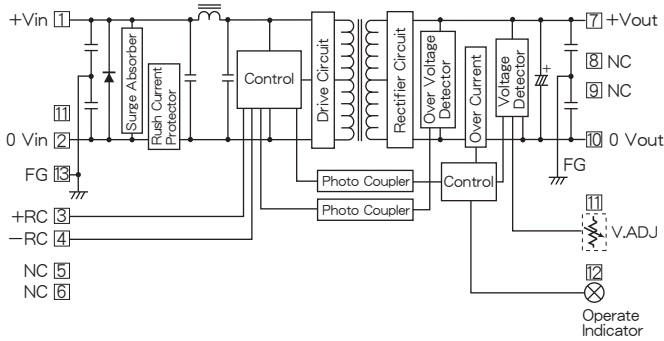 +Vin 1
11
0 Vin 2
FG 13
+RC 3
−RC 4
NC 5
NC 6
Surge Absorber
Rush Current
Protector
Control
Drive Circuit
Rectifier Circuit
Over Voltage
Detector
Over Current
Voltage
Detector
Photo Coupler
Photo Coupler
Control
+
7 +Vout
8 NC
9 NC
10 0 Vout
FG
11
V.ADJ
12
Operate
Indicator